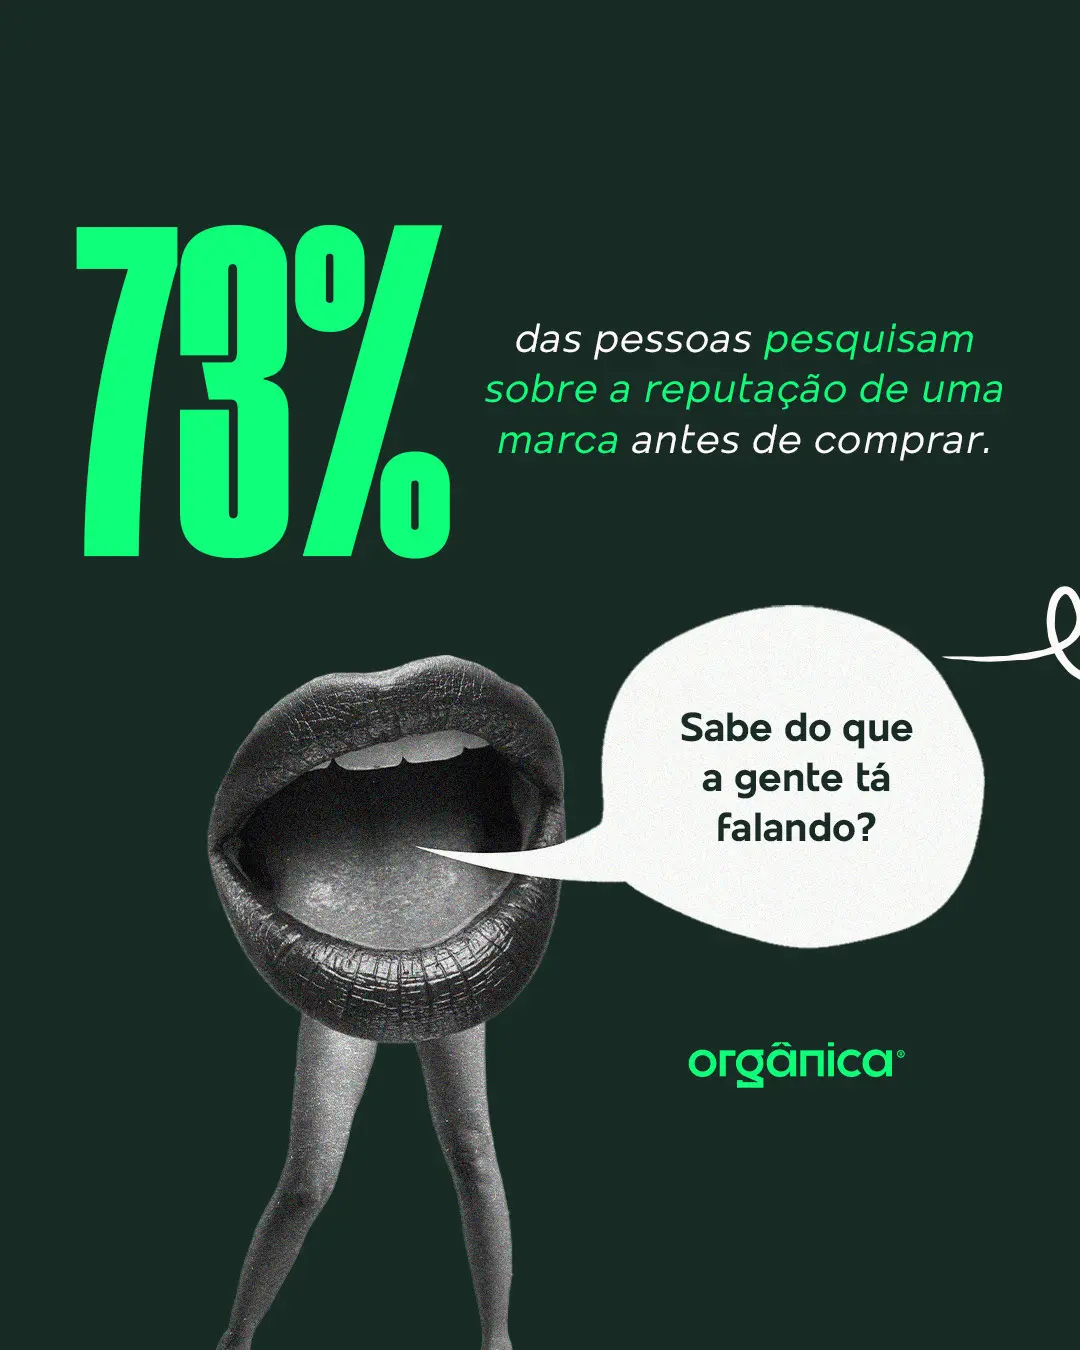 73%
das pessoas pesquisam
sobre a reputação de uma
marca antes de comprar.
Sabe do que
a gente tá
falando?
orgânica®